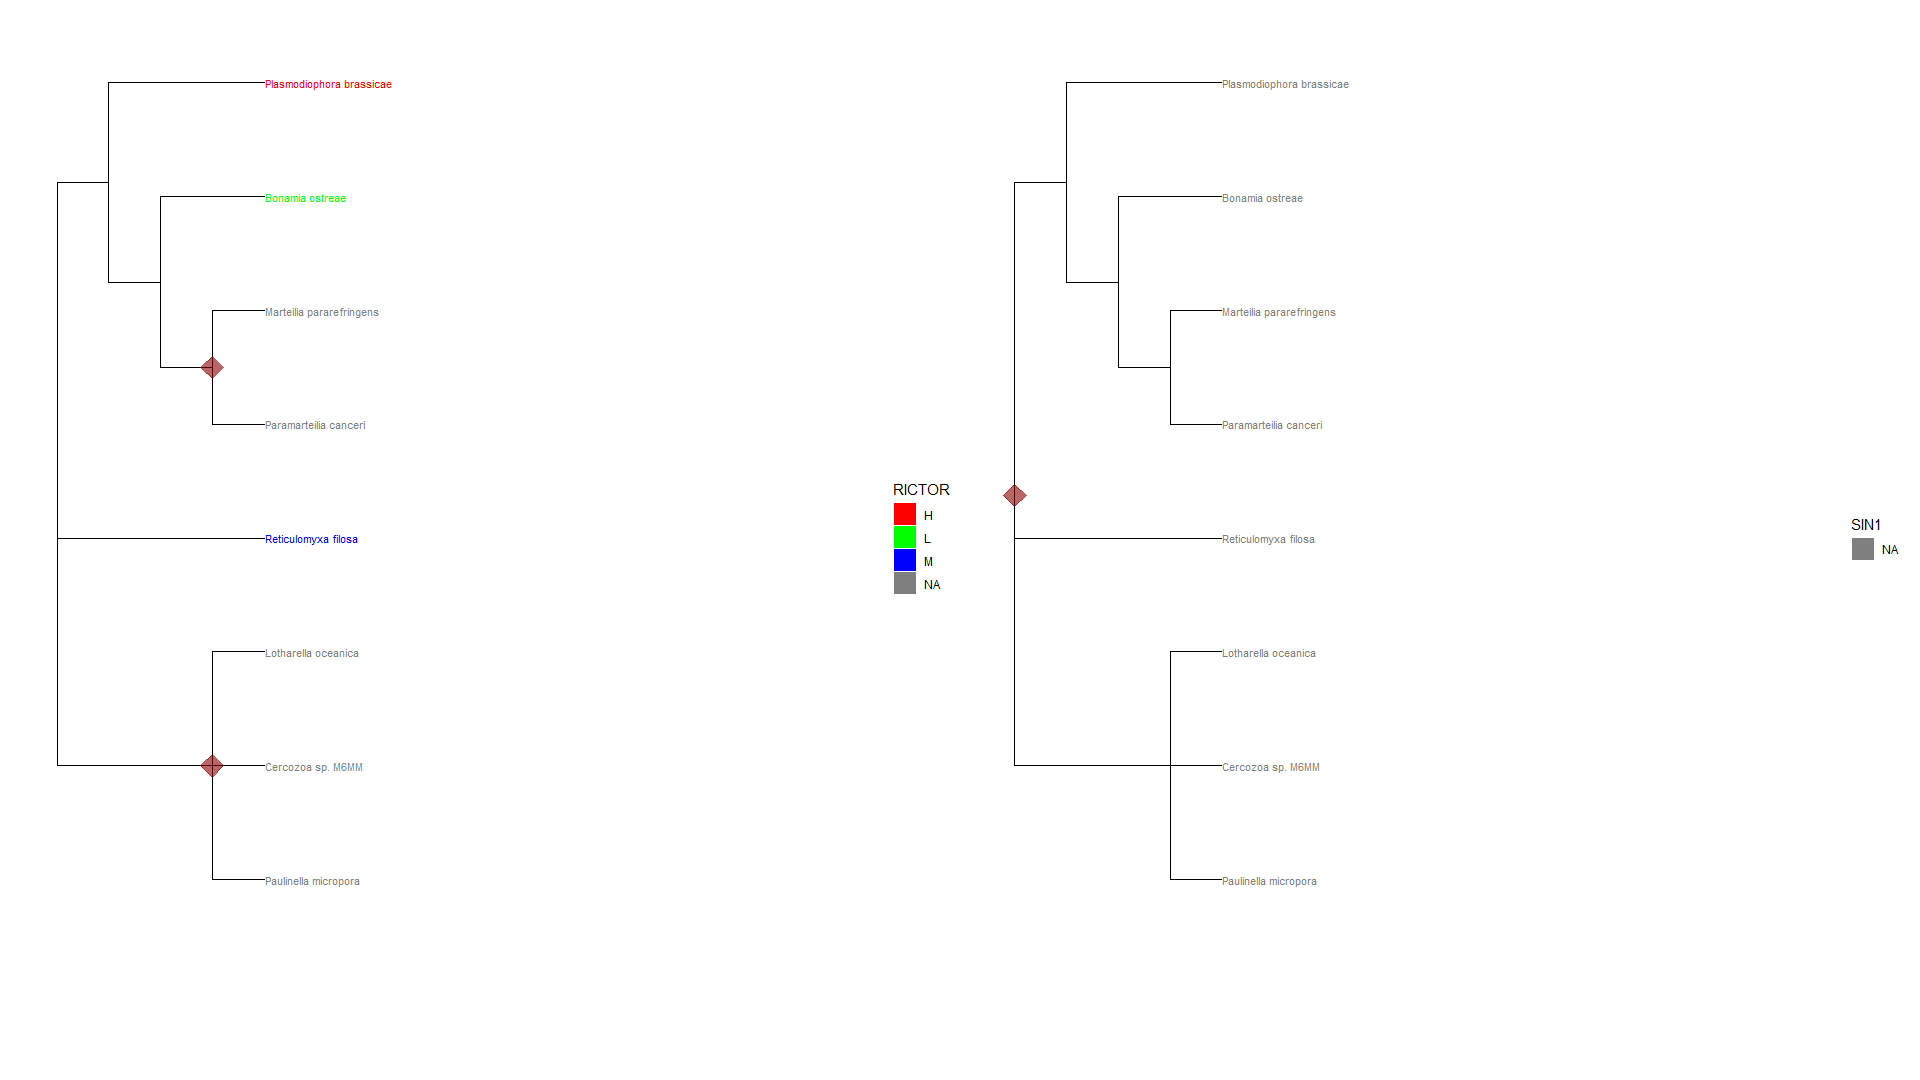 Plasmodiophora brassicae
Bonamia ostreae
Marteilia pararefringens
Paramarteilia canceri
Reticulomyxa filosa
Lotharella oceanica
Cercozoa sp. M6MM
Paulinella micropora
RICTOR
H
L
M
NA
Plasmodiophora brassicae
Bonamia ostreae
Marteilia pararefringens
Paramarteilia canceri
Reticulomyxa filosa
Lotharella oceanica
Cercozoa sp. M6MM
Paulinella micropora
SIN1
NA